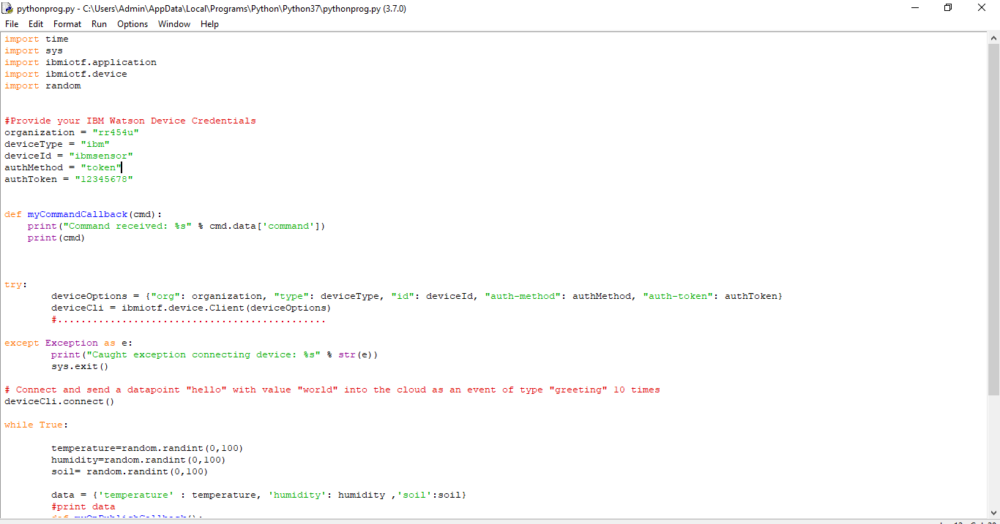 pythonprog.py - C:\Users\Admin\AppData\Local\Programs\Python\Python37\pythonprog.py (3.7.0)
File Edit Format Run Options Window Help
import time
import sys
import ibmiotf.application
import ibmiotf.device
import random
#Provide your IBM Watson Device Credentials
organization = "rr454u"
deviceType = "ibm"
deviceId = "ibmsensor"
authMethod = "token"
authToken = "12345678"
def myCommandCallback(cmd):
    print("Command received: %s" % cmd.data['command'])
    print(cmd)
try:
        deviceOptions = {"org": organization, "type": deviceType, "id": deviceId, "auth-method": authMethod, "auth-token": authToken}
        deviceCli = ibmiotf.device.Client(deviceOptions)
        #..............................................
except Exception as e:
        print("Caught exception connecting device: %s" % str(e))
        sys.exit()
# Connect and send a datapoint "hello" with value "world" into the cloud as an event of type "greeting" 10 times
deviceCli.connect()
while True:
        temperature=random.randint(0,100)
        humidity=random.randint(0,100)
        soil= random.randint(0,100)
        data = {'temperature' : temperature, 'humidity': humidity ,'soil':soil}
        #print data